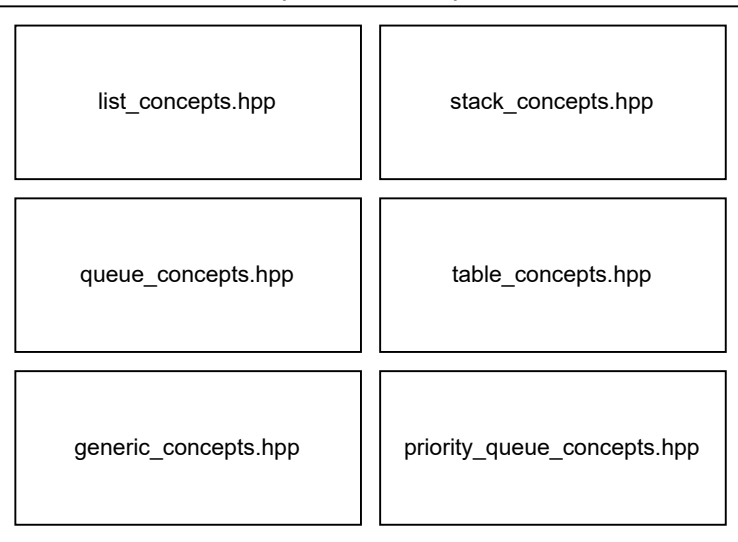 list_concepts.hpp
stack_concepts.hpp
queue_concepts.hpp
table_concepts.hpp
generic_concepts.hpp
priority_queue_concepts.hpp